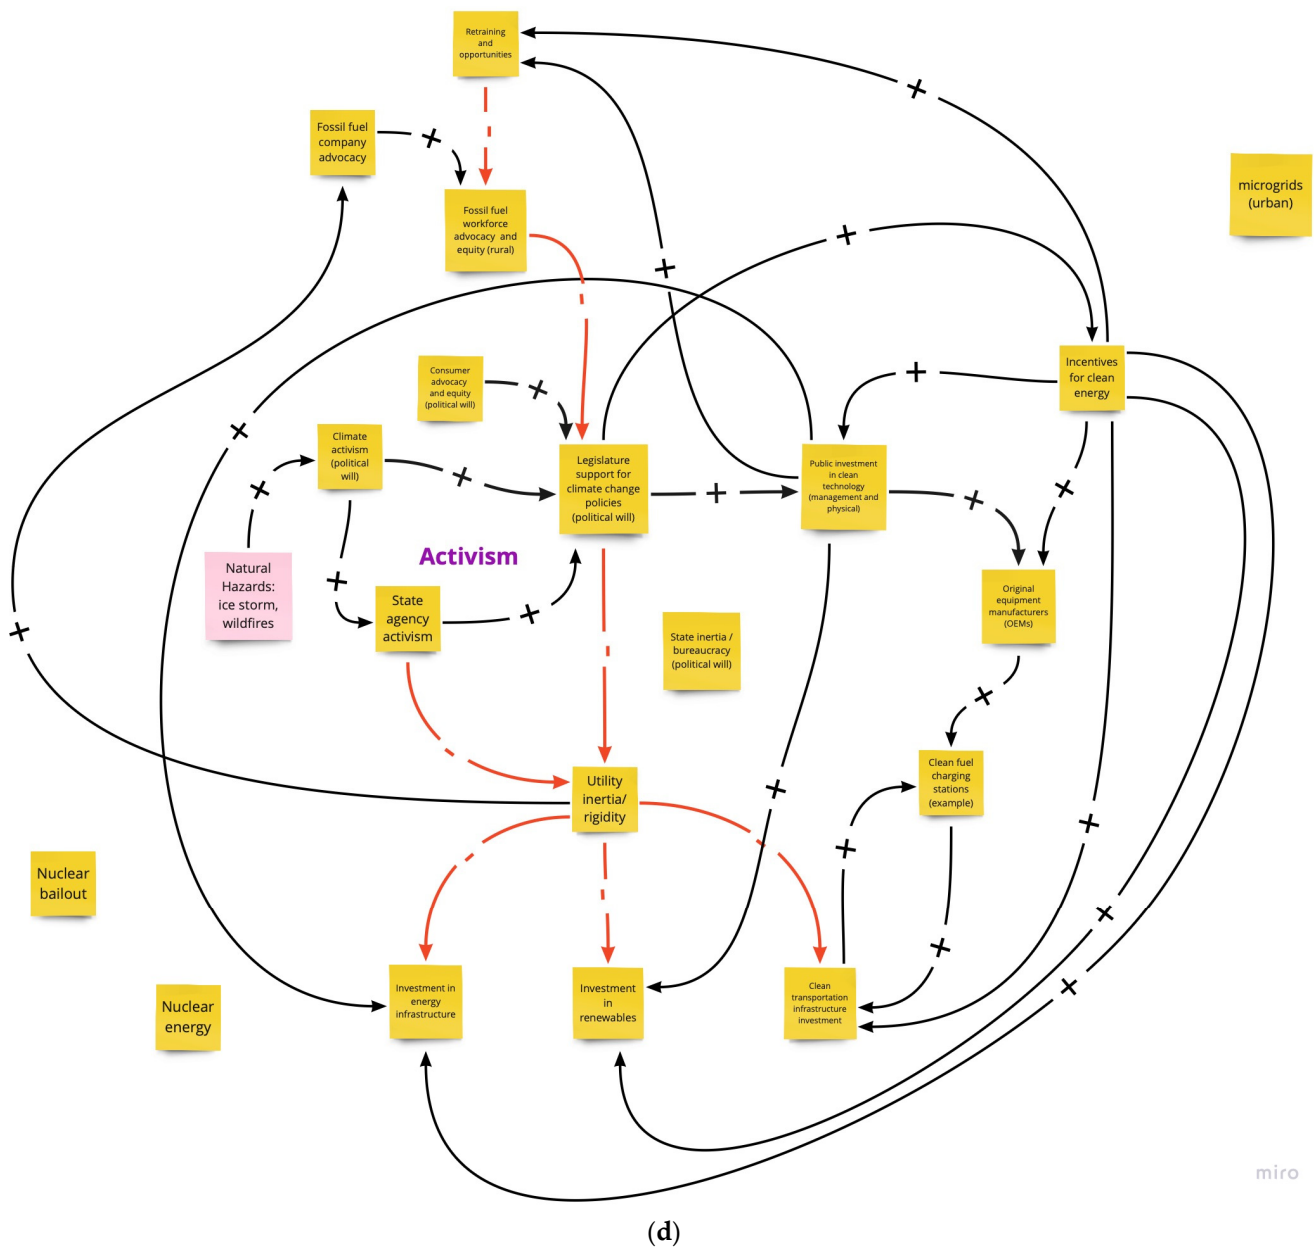 Retraining
and
opportunities
Fossil fuel
company
advocacy
Fossil fuel
workforce
advocacy and
equity (rural)
microgrids
(urban)
Consumer
advocacy
and equity
(political will)
Incentives
for clean
energy
Climate
activism
(political
will)
Legislature
support for
climate change
policies
(political will)
Public investment
in clean
technology
(management and
physical)
Activism
Natural
Hazards:
ice storm,
wildfires
State
agency
activism
Original
equipment
manufacturers
(OEMs)
State inertia /
bureaucracy
(political will)
Utility
inertia/
rigidity
Clean fuel
charging
stations
(example)
Nuclear
bailout
Investment in
energy
infrastructure
Investment
in
renewables
Clean
transportation
infrastructure
investment
Nuclear
energy
miro
(d)